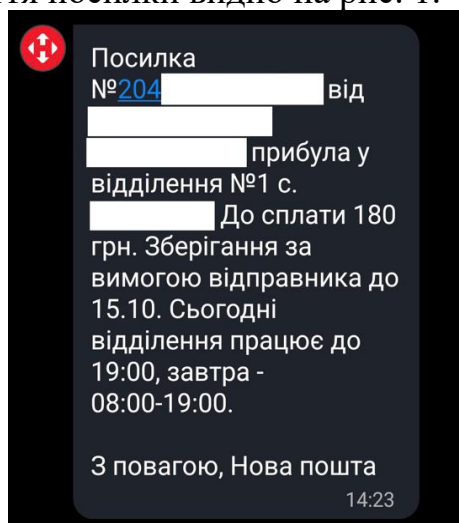 посилки видно на рис. 1.
Посилка
№204 від
прибула у
відділення №1 с.
До сплати 180
грн. Зберігання за
вимогою відправника до
15.10. Сьогодні
відділення працює до
19:00, завтра -
08:00-19:00.
З повагою, Нова пошта
14:23